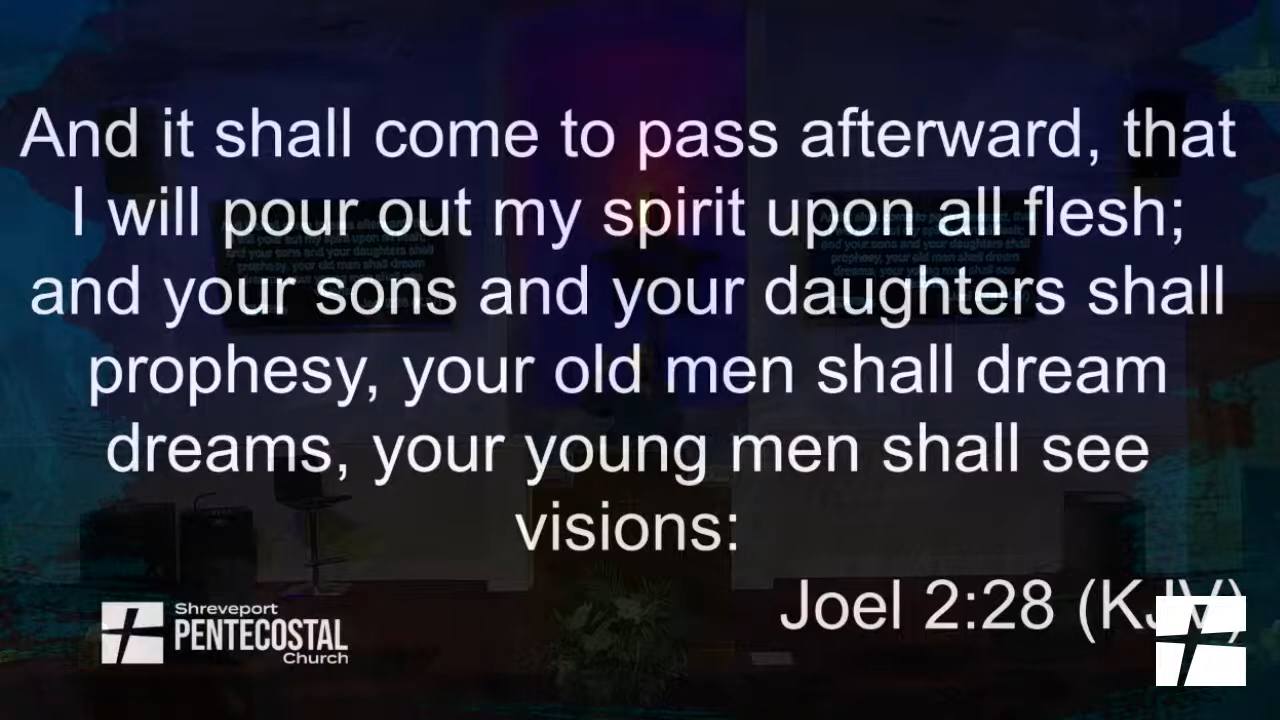 And it shall come to pass afterward, that
I will pour out my spirit upon all flesh;
and your sons and your daughters shall
prophesy, your old men shall dream
dreams, your young men shall see
visions:
Joel 2:28 (KJV)
Shreveport
PENTECOSTAL
Church